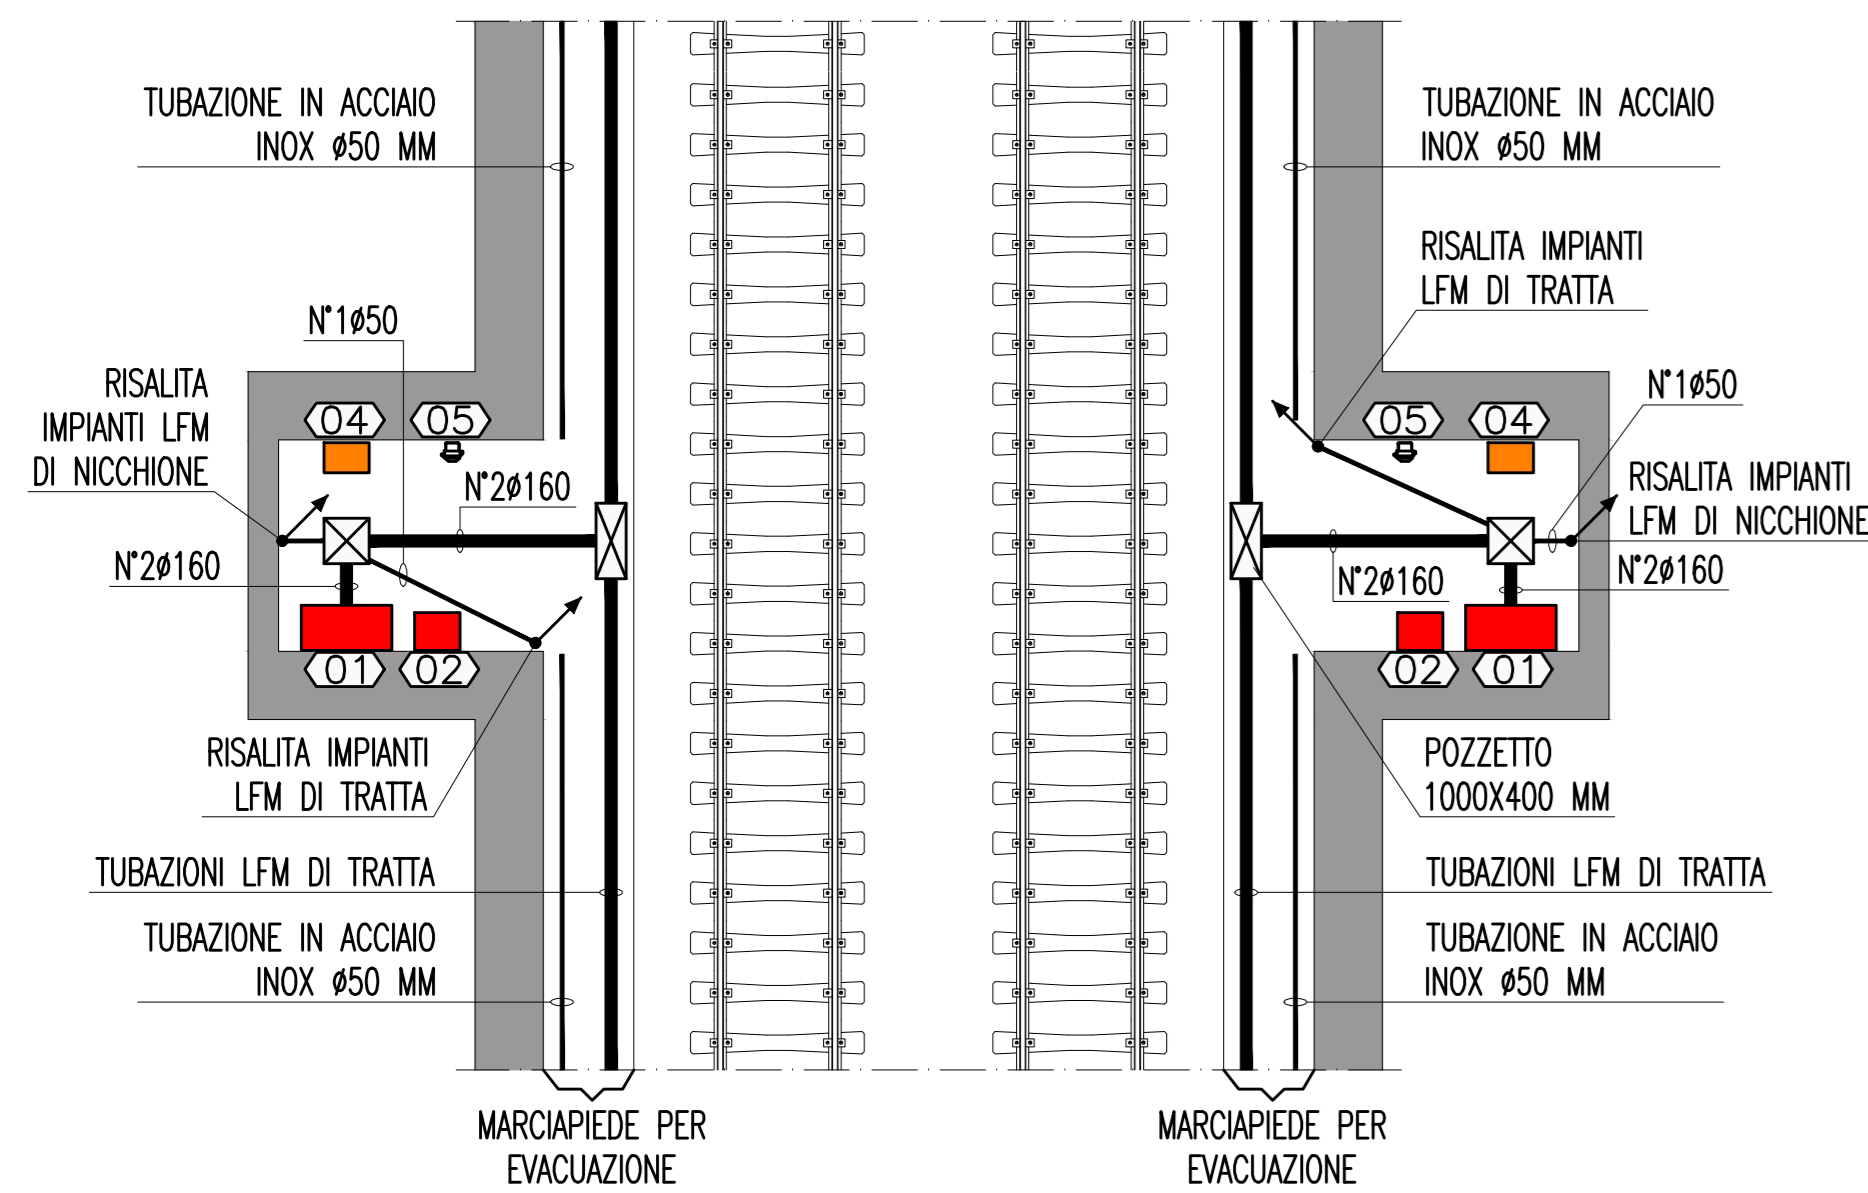 TUBAZIONE IN ACCIAIO
INOX ø50 MM
TUBAZIONE IN ACCIAIO
INOX ø50 MM
RISALITA IMPIANTI
LFM DI TRATTA
N°1ø50
RISALITA
IMPIANTI LFM
DI NICCHIONE
04
05
05
04
N°1ø50
N°2ø160
RISALITA IMPIANTI
LFM DI NICCHIONE
N°2ø160
N°2ø160
N°2ø160
01
02
02
01
RISALITA IMPIANTI
LFM DI TRATTA
POZZETTO
1000X400 MM
TUBAZIONI LFM DI TRATTA
TUBAZIONI LFM DI TRATTA
TUBAZIONE IN ACCIAIO
INOX ø50 MM
TUBAZIONE IN ACCIAIO
INOX ø50 MM
MARCIAPIEDE PER
EVACUAZIONE
MARCIAPIEDE PER
EVACUAZIONE